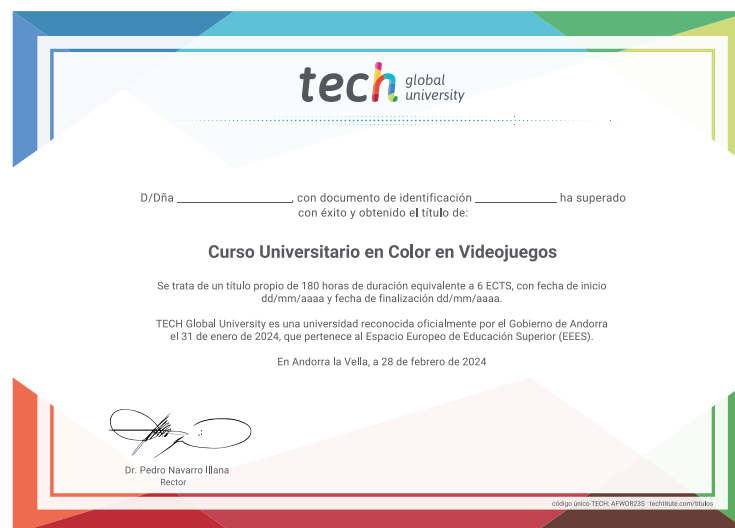 tech global university
D/Dña ____________________, con documento de identificación ______________ ha superado
con éxito y obtenido el título de:
Curso Universitario en Color en Videojuegos
Se trata de un título propio de 180 horas de duración equivalente a 6 ECTS, con fecha de inicio
dd/mm/aaaa y fecha de finalización dd/mm/aaaa.
TECH Global University es una universidad reconocida oficialmente por el Gobierno de Andorra
el 31 de enero de 2024, que pertenece al Espacio Europeo de Educación Superior (EEES).
En Andorra la Vella, a 28 de febrero de 2024
Dr. Pedro Navarro Illana
Rector
código único TECH: AFWOR23S techtitute.com/titulos